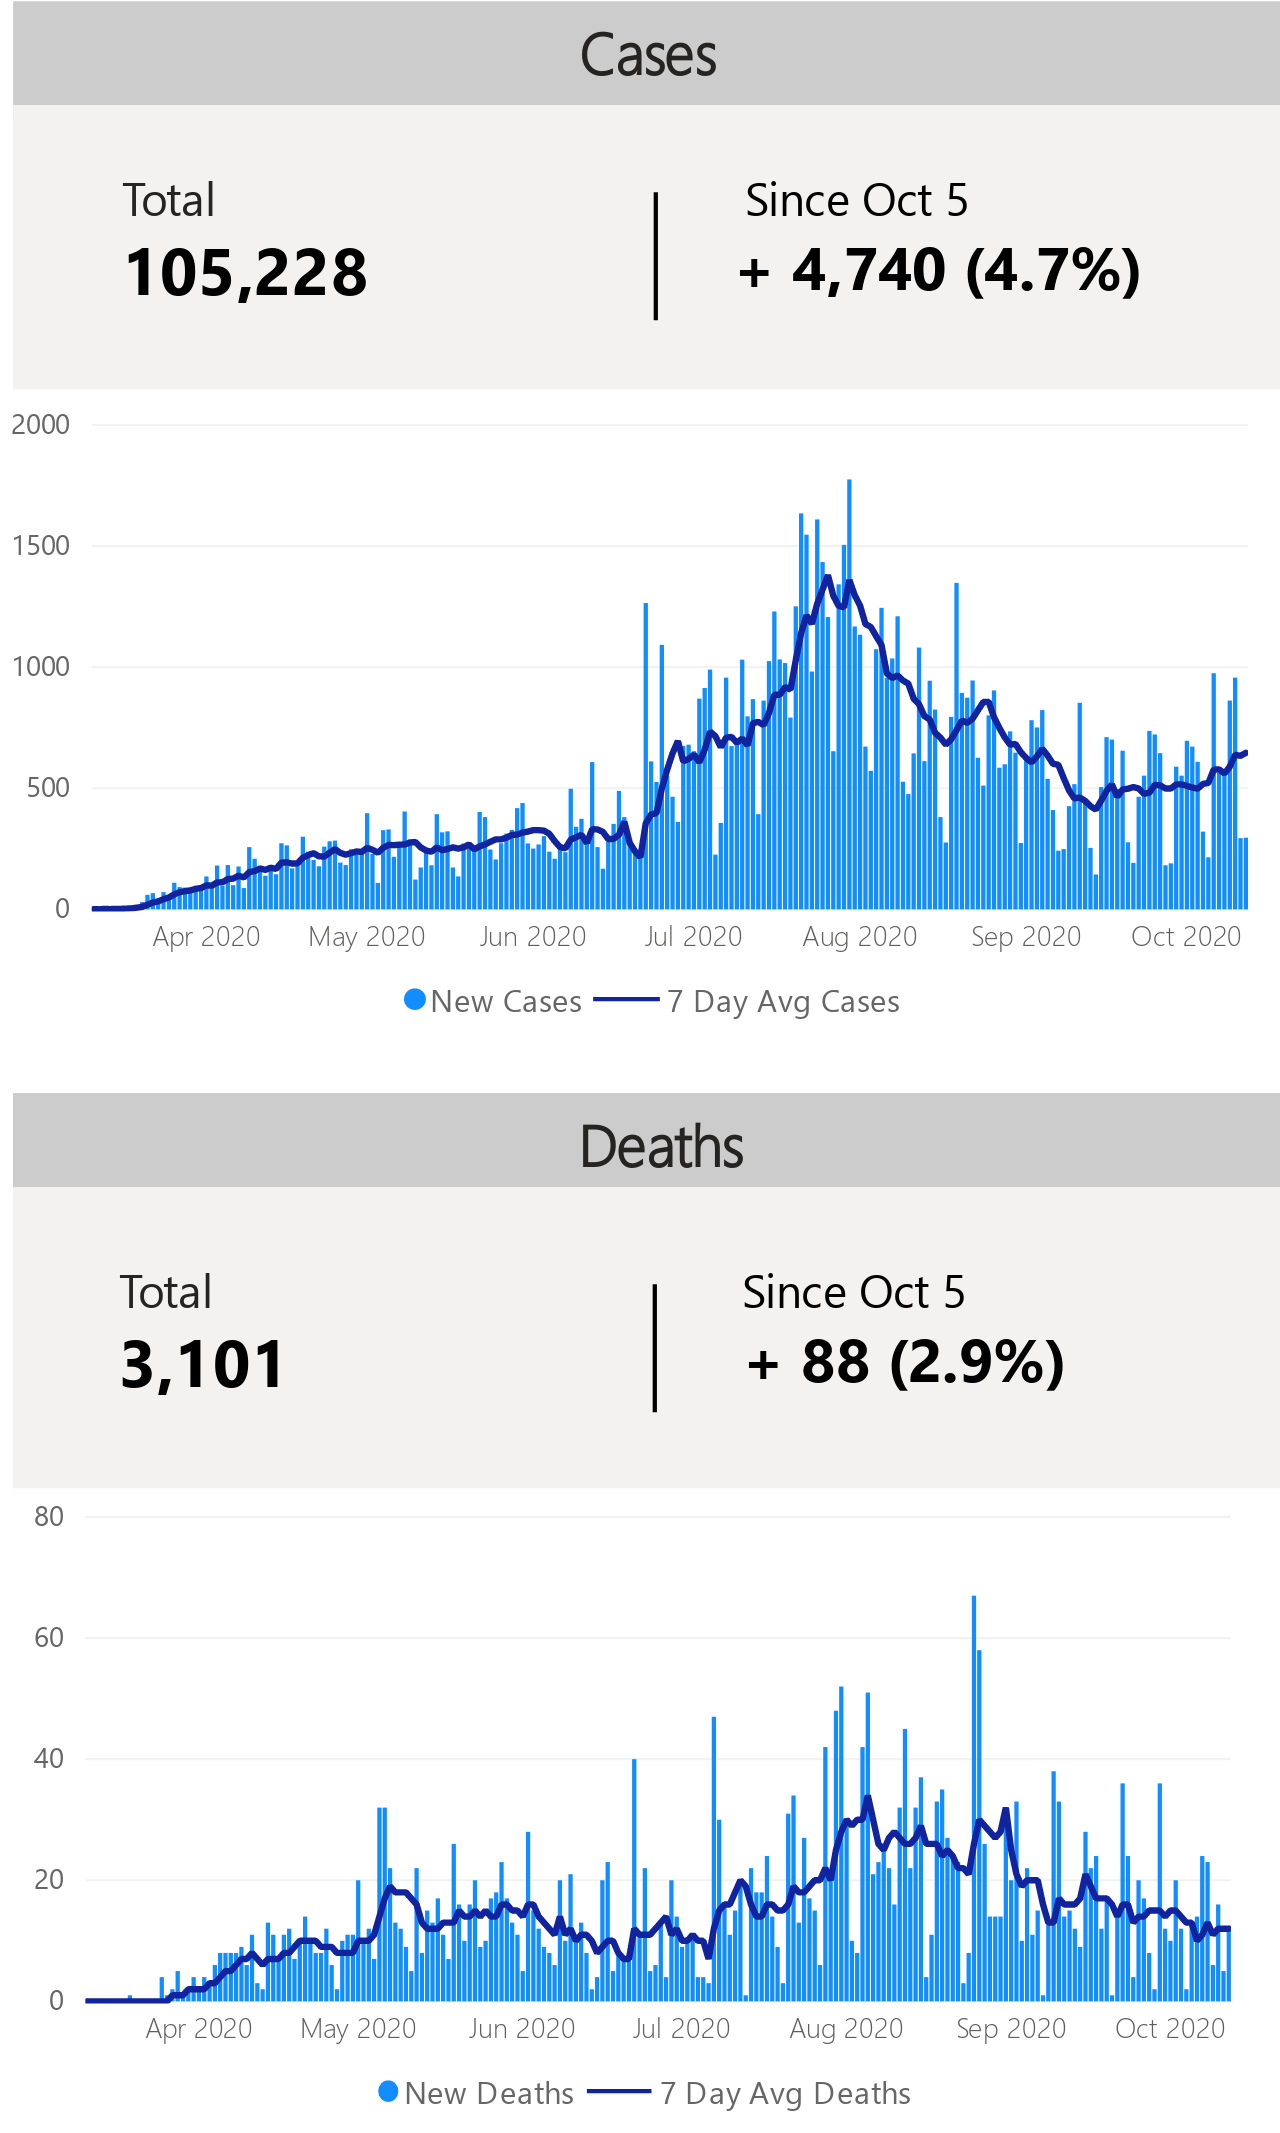 Cases
Total
Since Oct 5
105,228
+ 4,740 (4.7%)
2000
1500
1000
500
0
Apr 2020 May 2020 Jun 2020 Jul 2020 Aug 2020 Sep 2020 Oct 2020
New Cases 7 Day Avg Cases
Deaths
Total
Since Oct 5
3,101
+ 88 (2.9%)
80
60
40
20
0
Apr 2020 May 2020 Jun 2020 Jul 2020 Aug 2020 Sep 2020 Oct 2020
New Deaths 7 Day Avg Deaths